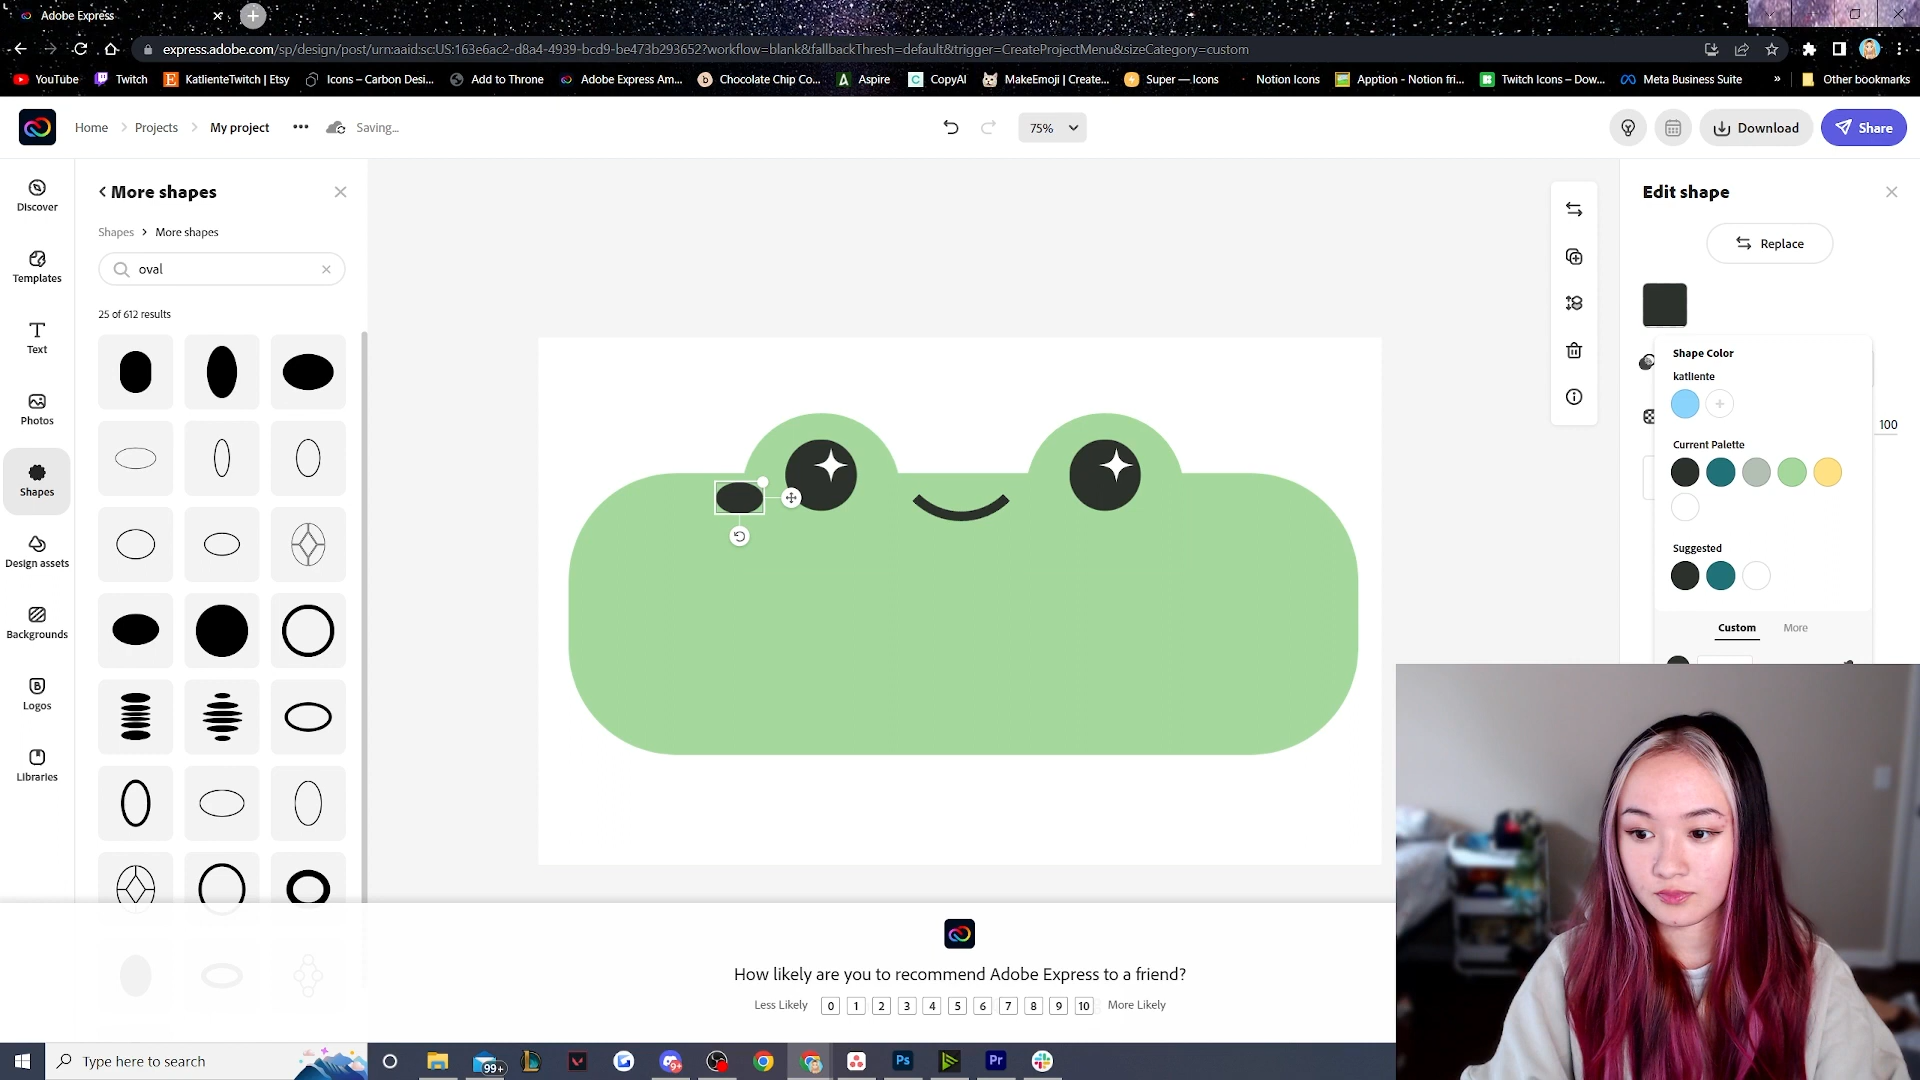 Adobe Express
express.adobe.com/sp/design/post/urn:aaid:sc:US:163e6ac2-d8a4-4939-bcd9-be473b293652?workflow=blank&fallbackThresh=default&trigger=CreateProjectMenu&sizeCategory=custom
YouTube Twitch KatlienteTwitch | Etsy Icons – Carbon Desi... Add to Throne Adobe Express Am... Chocolate Chip Co... Aspire CopyAI MakeEmoji | Create... Super — Icons Notion Icons Apption - Notion fri... Twitch Icons – Dow... Meta Business Suite » Other bookmarks
Home Projects My project ••• Saving... 75% Download Share
Discover
Templates
Text
Photos
Shapes
Design assets
Backgrounds
Logos
Libraries
More shapes
Shapes > More shapes
oval
25 of 612 results
Edit shape
Replace
Shape Color
katliente
Current Palette
100
Suggested
Custom More
How likely are you to recommend Adobe Express to a friend?
Less Likely 0 1 2 3 4 5 6 7 8 9 10 More Likely
Type here to search
99+
9+
Ps
Pr